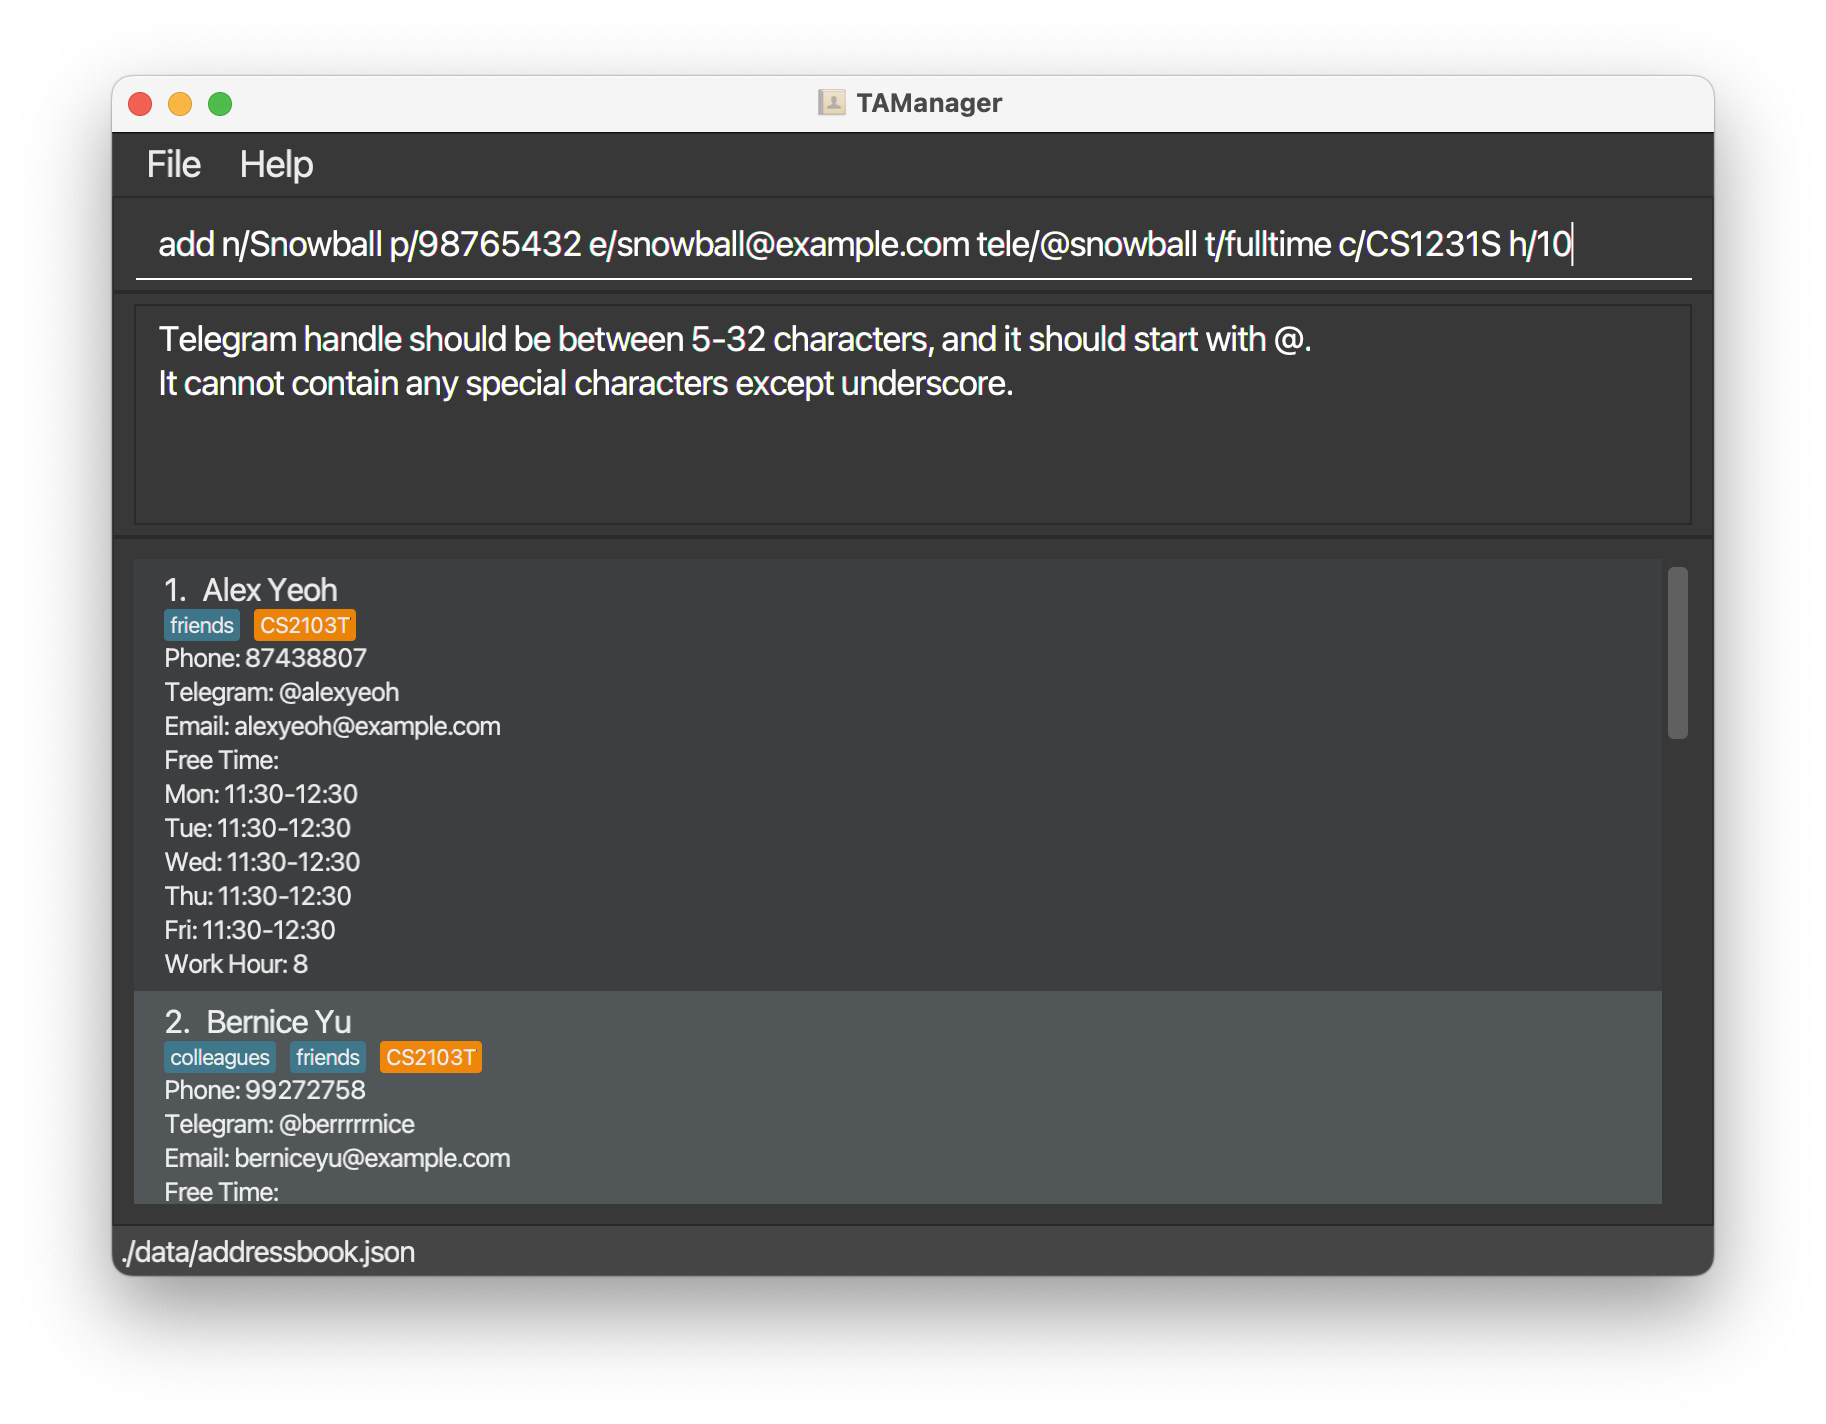 TAManager
File Help
add n/Snowball p/98765432 e/snowball@example.com tele/@snowball t/fulltime c/CS1231S h/10
Telegram handle should be between 5-32 characters, and it should start with @.
It cannot contain any special characters except underscore.
1. Alex Yeoh
friends CS2103T
Phone: 87438807
Telegram: @alexyeoh
Email: alexyeoh@example.com
Free Time:
Mon: 11:30-12:30
Tue: 11:30-12:30
Wed: 11:30-12:30
Thu: 11:30-12:30
Fri: 11:30-12:30
Work Hour: 8
2. Bernice Yu
colleagues friends CS2103T
Phone: 99272758
Telegram: @berrrrrnice
Email: berniceyu@example.com
Free Time:
./data/addressbook.json